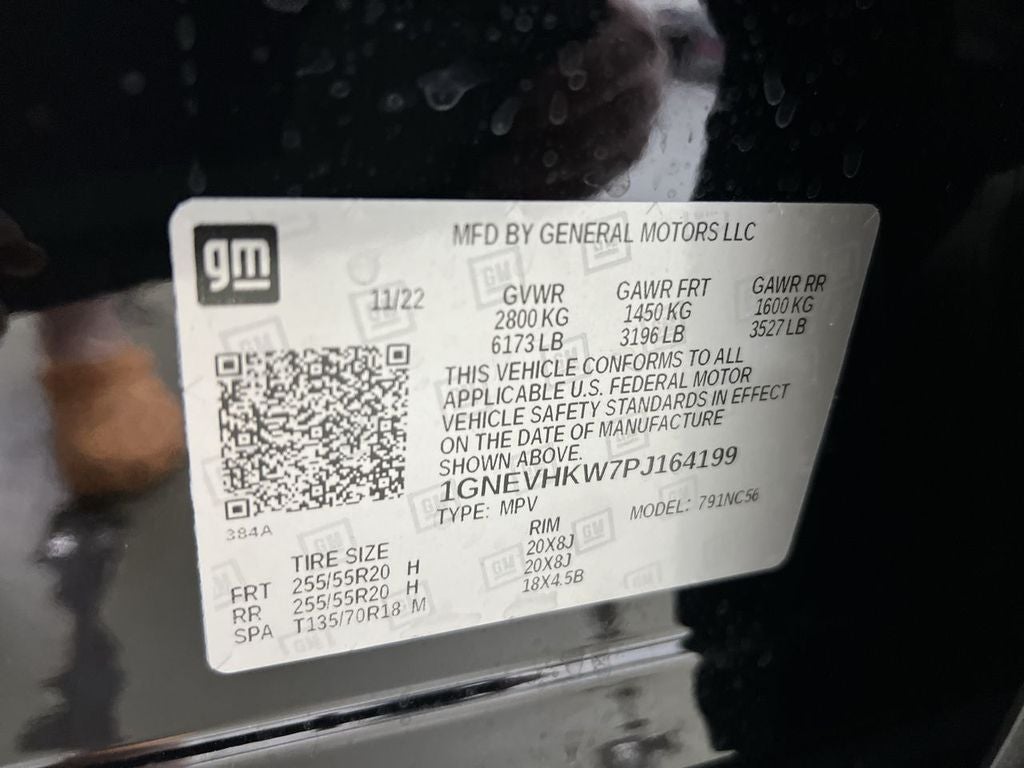 gm
MFD BY GENERAL MOTORS LLC
11/22
GVWR GAWR FRT GAWR RR
2800 KG 1450 KG 1600 KG
6173 LB 3196 LB 3527 LB
THIS VEHICLE CONFORMS TO ALL
APPLICABLE U.S. FEDERAL MOTOR
VEHICLE SAFETY STANDARDS IN EFFECT
ON THE DATE OF MANUFACTURE
SHOWN ABOVE.
1GNEVHKW7PJ164199
TYPE: MPV MODEL: 791NC56
384A
TIRE SIZE RIM
FRT 255/55R20 H 20X8J
RR 255/55R20 H 20X8J
SPA T135/70R18 M 18X4.5B